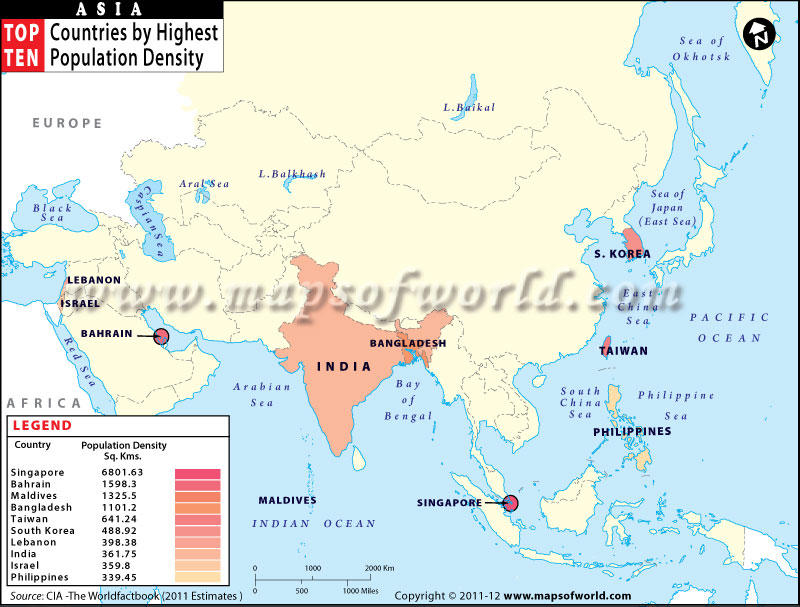 ASIA
TOP TEN
Countries by Highest
Population Density
N
Sea of
Okhotsk
L.Baikal
EUROPE
L.Balkhash
Aral Sea
Caspian Sea
Black
Sea
Sea of
Japan
(East Sea)
S. KOREA
LEBANON
ISRAEL
www.mapsofworld.com
East
China
Sea
PACIFIC
OCEAN
BAHRAIN
BANGLADESH
TAIWAN
Red Sea
INDIA
Arabian
Sea
Bay
of
Bengal
South
China
Sea
Philippine
Sea
AFRICA
PHILIPPINES
MALDIVES
SINGAPORE
INDIAN OCEAN
LEGEND
Country Population Density
Sq. Kms.
Singapore 6801.63
Bahrain 1598.3
Maldives 1325.5
Bangladesh 1101.2
Taiwan 641.24
South Korea 488.92
Lebanon 398.38
India 361.75
Israel 359.8
Philippines 339.45
0 1000 2000 Km
0 500 1000 Miles
Source: CIA -The Worldfactbook (2011 Estimates )
Copyright © 2011-12 www.mapsofworld.com